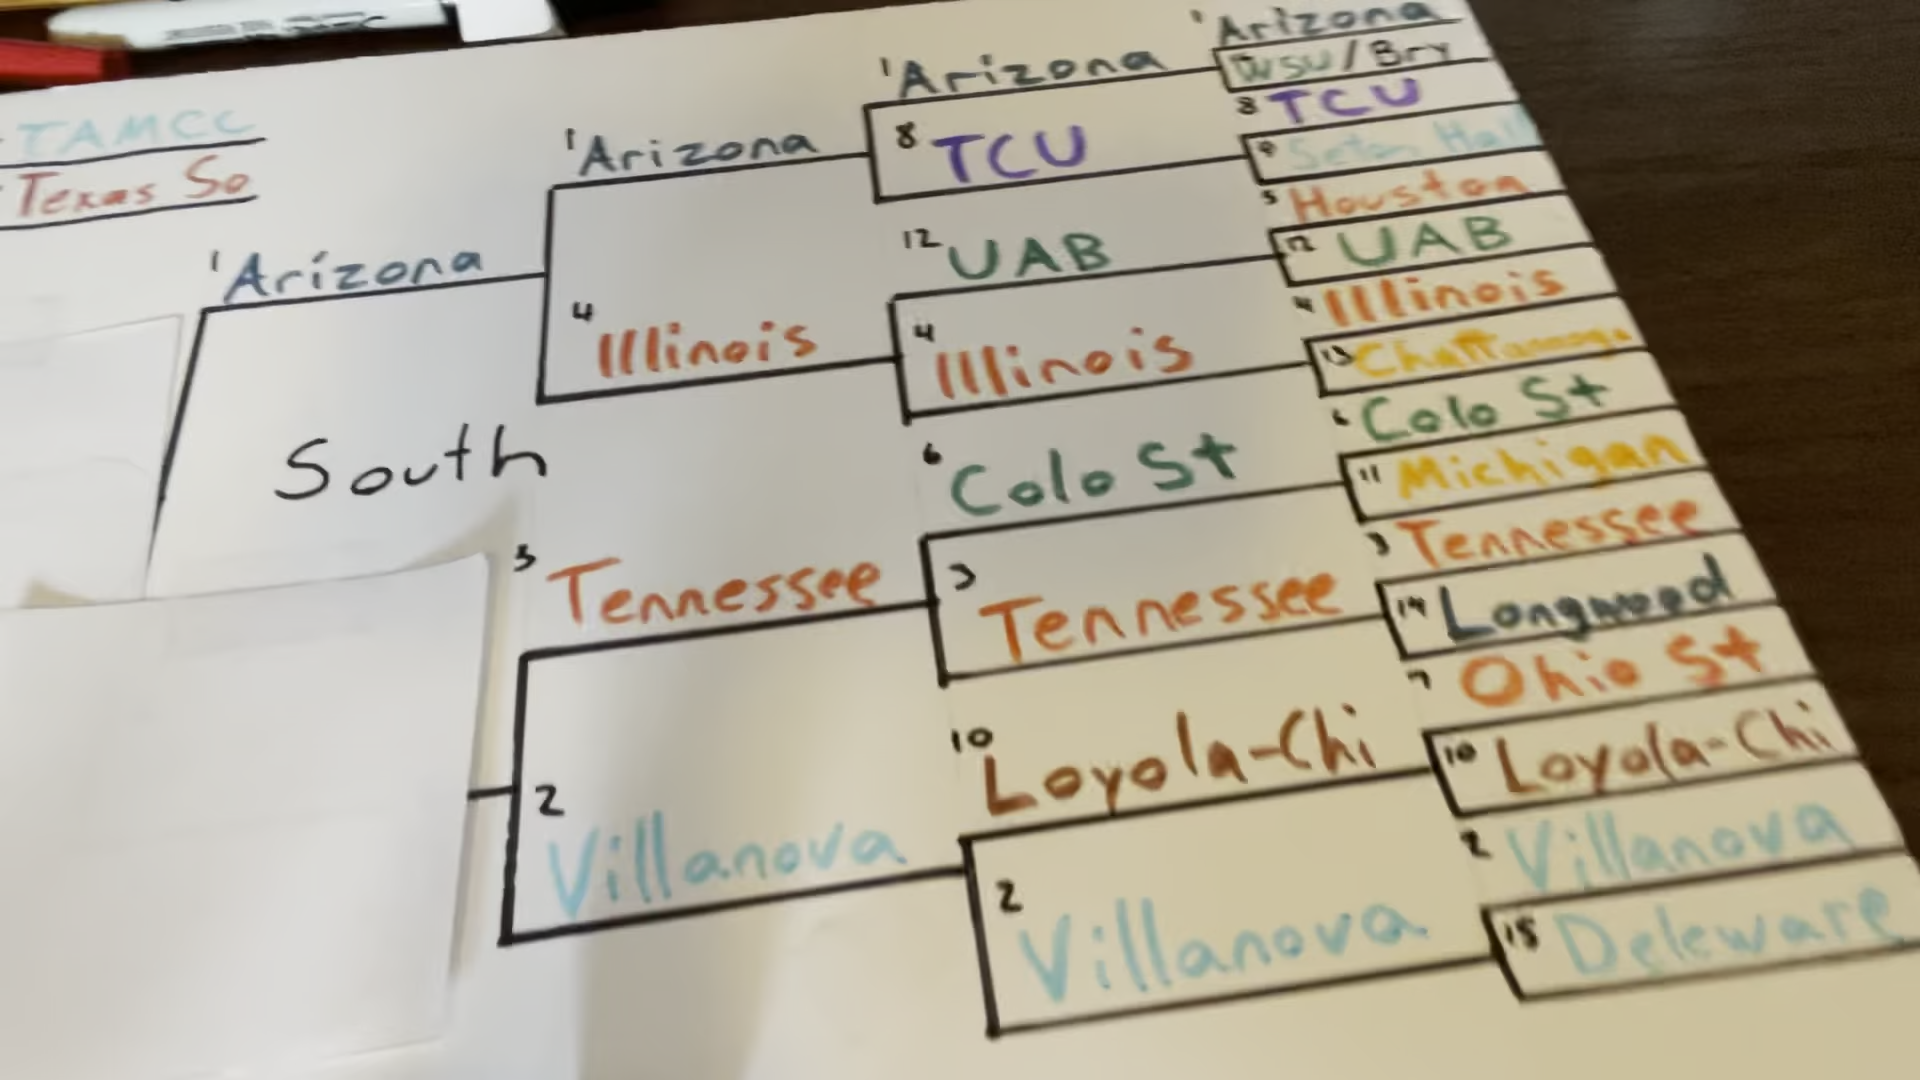 TAMCC
Texas So
1 Arizona
South
1 Arizona
4 Illinois
3 Tennessee
2 Villanova
1 Arizona
8 TCU
12 UAB
4 Illinois
6 Colo St
3 Tennessee
10 Loyola-Chi
2 Villanova
1 Arizona
WSU/Bry
8 TCU
9 Seton Hall
5 Houston
12 UAB
4 Illinois
13 Chattanooga
6 Colo St
11 Michigan
3 Tennessee
14 Longwood
7 Ohio St
10 Loyola-Chi
2 Villanova
15 Deleware